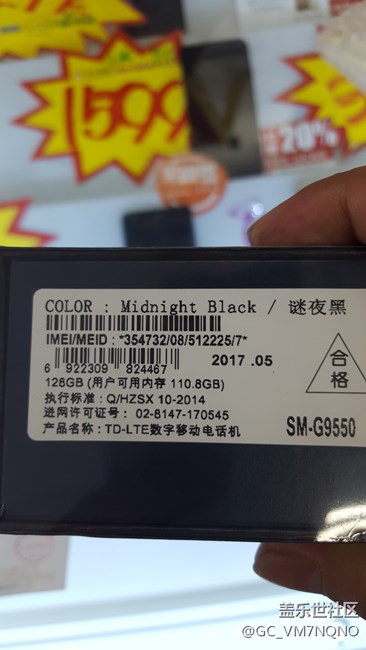 1599
20%
COLOR : Midnight Black / 谜夜黑
IMEI/MEID : *354732/08/512225/7*
2017 .05
6 922309 824467
合格
128GB (用户可用内存 110.8GB)
执行标准 : Q/HZSX 10-2014
进网许可证号 : 02-8147-170545
SM-G9550
产品名称 : TD-LTE数字移动电话机
盖乐世社区
@GC_VM7NQNO